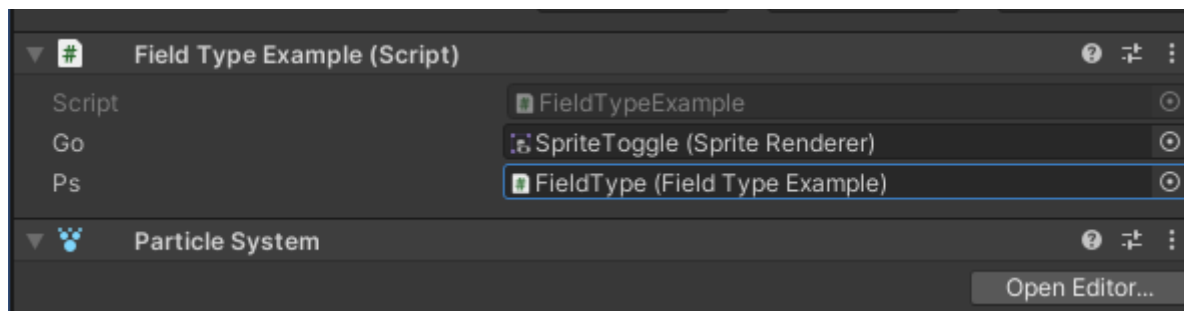 Field Type Example (Script)
Script FieldTypeExample
Go SpriteToggle (Sprite Renderer)
Ps FieldType (Field Type Example)
Particle System
Open Editor...